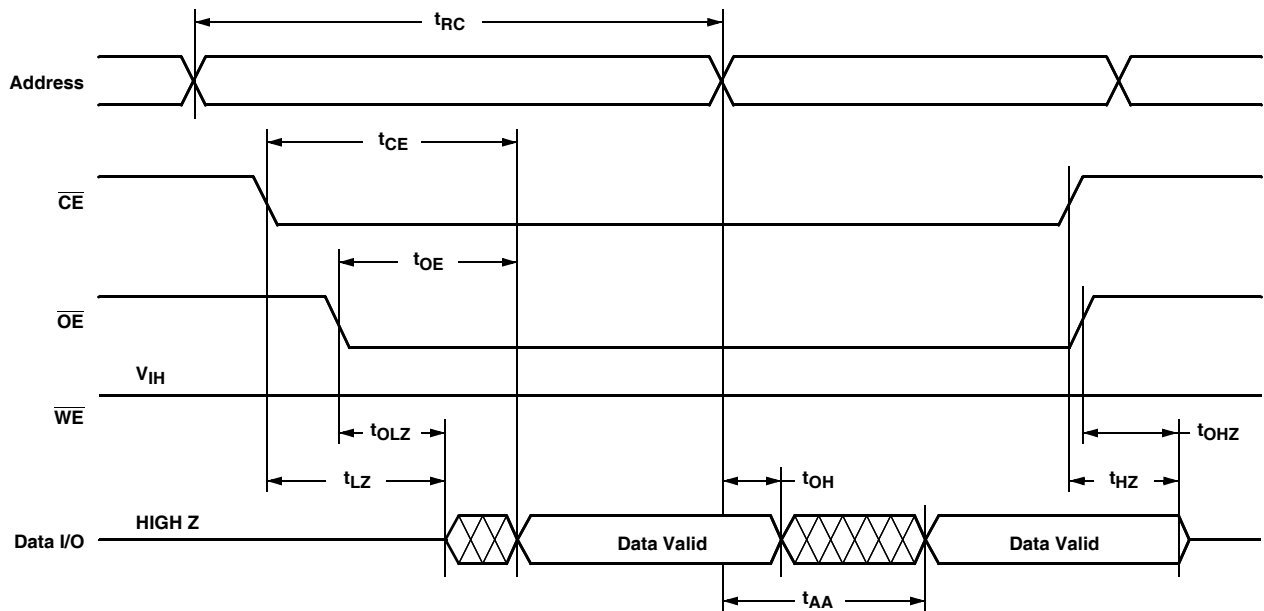 tRC
Address
tCE
CE
tOE
OE
VIH
WE
tOLZ
tOHZ
tLZ
tOH
tHZ
HIGH Z
Data I/O
Data Valid
Data Valid
tAA